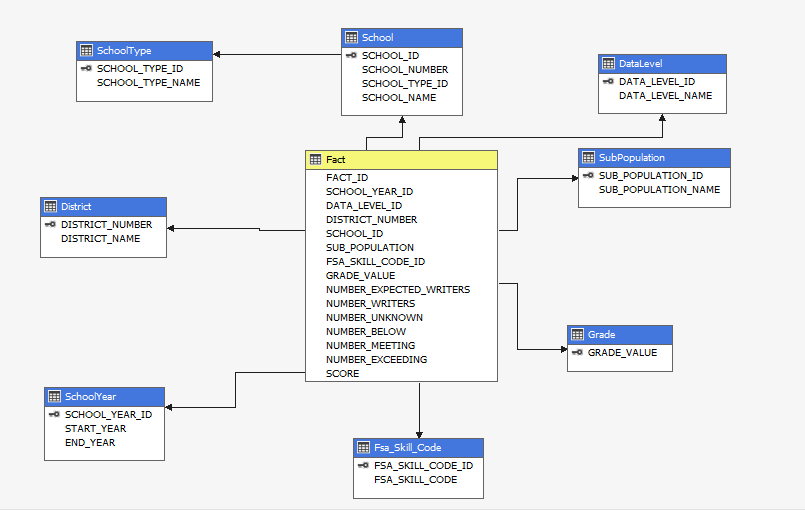 School
SCHOOL_ID
SCHOOL_NUMBER
SCHOOL_TYPE_ID
SCHOOL_NAME
SchoolType
SCHOOL_TYPE_ID
SCHOOL_TYPE_NAME
DataLevel
DATA_LEVEL_ID
DATA_LEVEL_NAME
Fact
FACT_ID
SCHOOL_YEAR_ID
DATA_LEVEL_ID
DISTRICT_NUMBER
SCHOOL_ID
SUB_POPULATION
FSA_SKILL_CODE_ID
GRADE_VALUE
NUMBER_EXPECTED_WRITERS
NUMBER_WRITERS
NUMBER_UNKNOWN
NUMBER_BELOW
NUMBER_MEETING
NUMBER_EXCEEDING
SCORE
SubPopulation
SUB_POPULATION_ID
SUB_POPULATION_NAME
District
DISTRICT_NUMBER
DISTRICT_NAME
Grade
GRADE_VALUE
SchoolYear
SCHOOL_YEAR_ID
START_YEAR
END_YEAR
Fsa_Skill_Code
FSA_SKILL_CODE_ID
FSA_SKILL_CODE